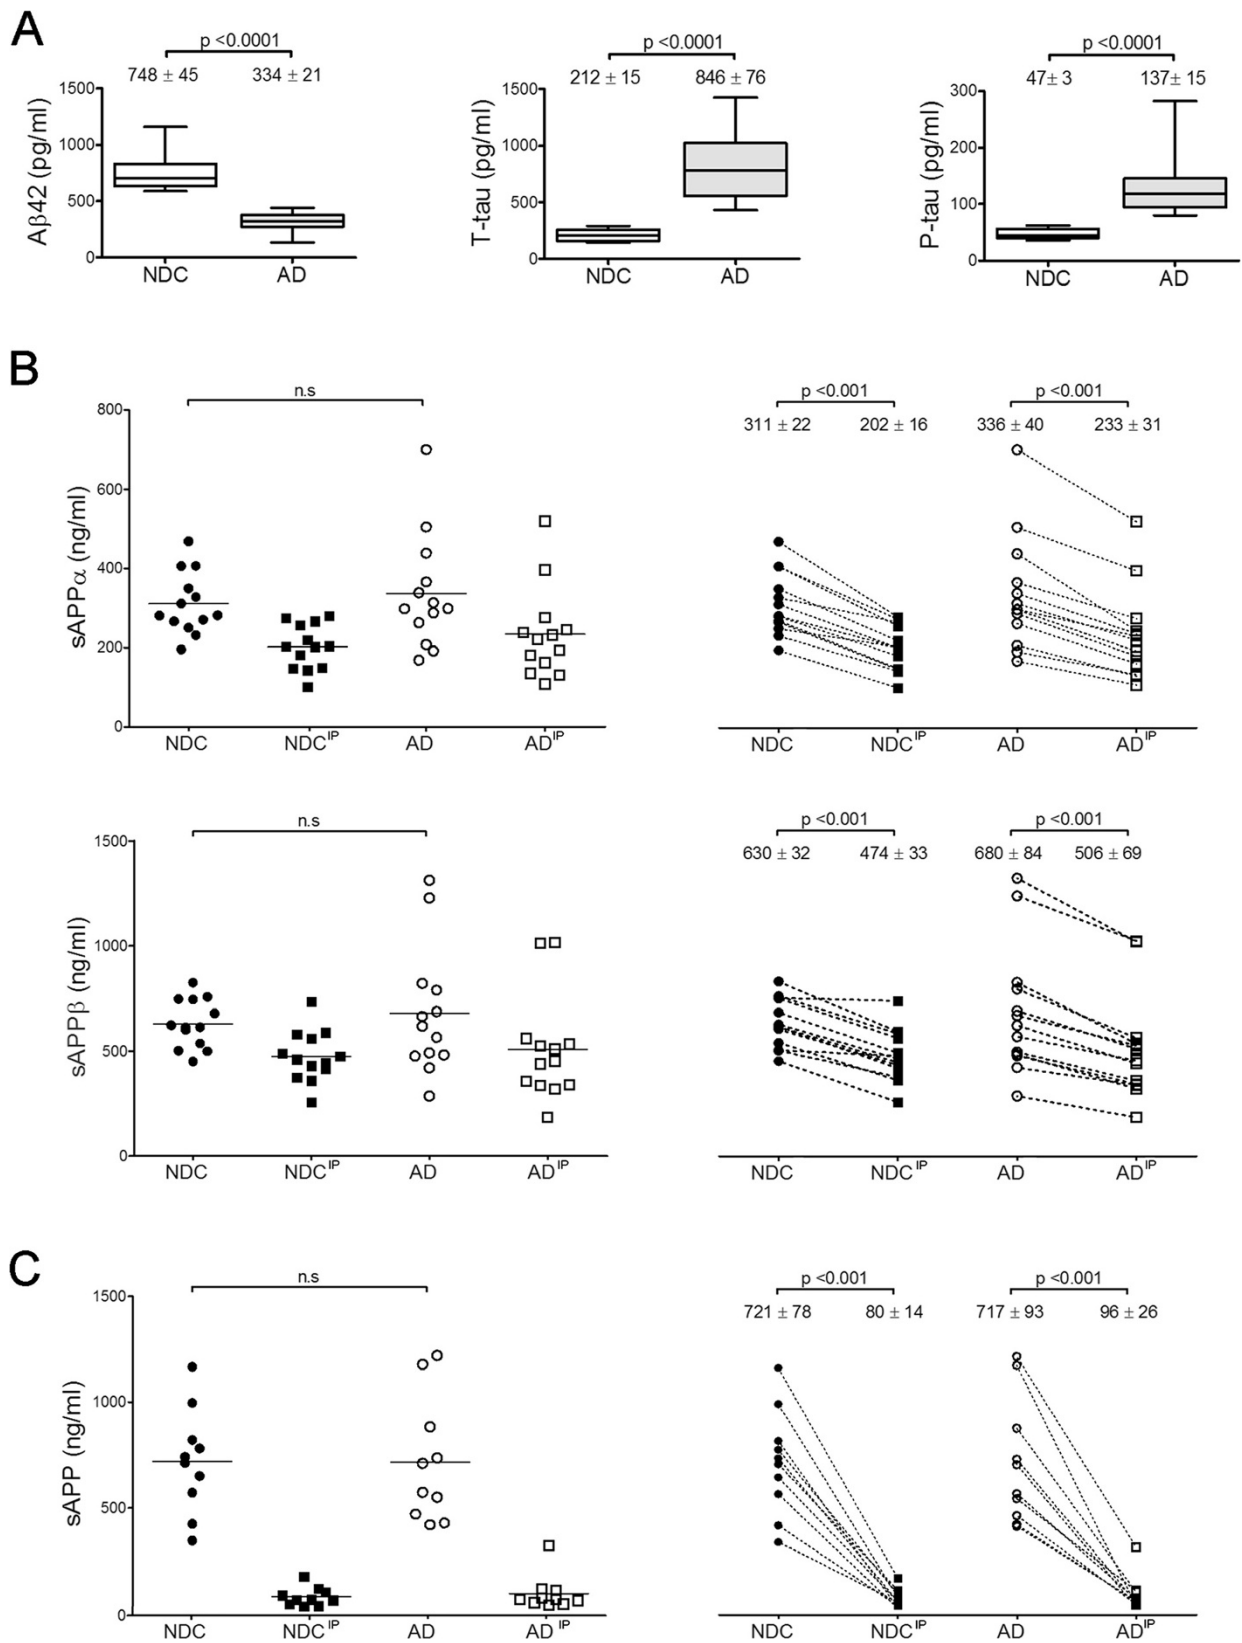 A
p <0.0001
748 ± 45 334 ± 21
Aβ42 (pg/ml)
1500
1000
500
0
NDC AD
p <0.0001
212 ± 15 846 ± 76
T-tau (pg/ml)
1500
1000
500
0
NDC AD
p <0.0001
47± 3 137± 15
P-tau (pg/ml)
300
200
100
0
NDC AD
B
n.s
sAPPα (ng/ml)
800
600
400
200
0
NDC NDC^IP AD AD^IP
p <0.001 p <0.001
311 ± 22 202 ± 16 336 ± 40 233 ± 31
NDC NDC^IP AD AD^IP
n.s
sAPPβ (ng/ml)
1500
1000
500
0
NDC NDC^IP AD AD^IP
p <0.001 p <0.001
630 ± 32 474 ± 33 680 ± 84 506 ± 69
NDC NDC^IP AD AD^IP
C
n.s
sAPP (ng/ml)
1500
1000
500
0
NDC NDC^IP AD AD^IP
p <0.001 p <0.001
721 ± 78 80 ± 14 717 ± 93 96 ± 26
NDC NDC^IP AD AD^IP